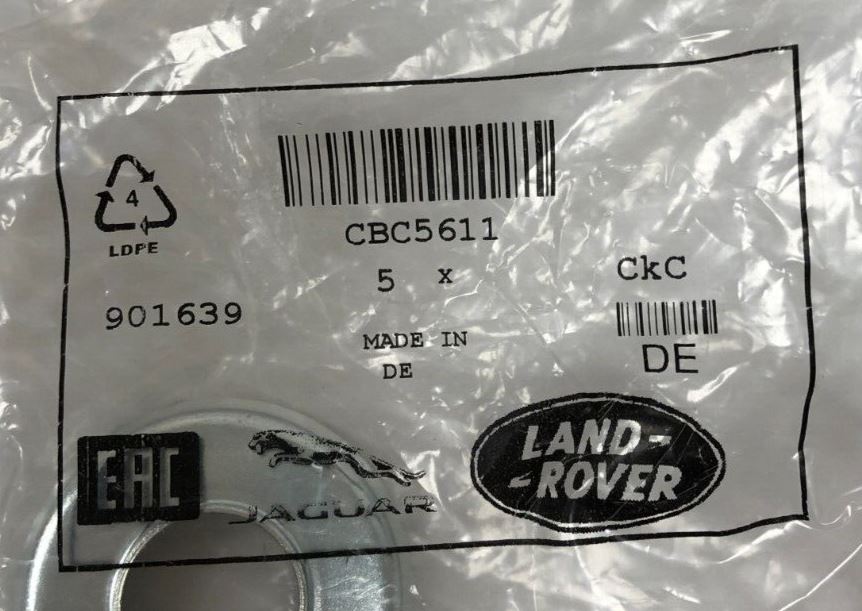 4
LDPE
901639
CBC5611
5 x
MADE IN
DE
CkC
DE
EAC
JAGUAR
LAND-
-ROVER